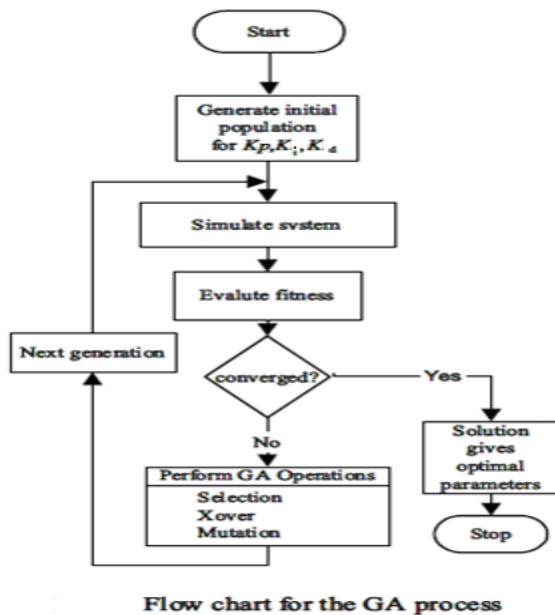 Start
Generate initial
population
for Kp,Ki,Kd
Simulate system
Evalute fitness
Next generation
converged?
Yes
No
Solution
gives
optimal
parameters
Perform GA Operations
Selection
Xover
Mutation
Stop
Flow chart for the GA process